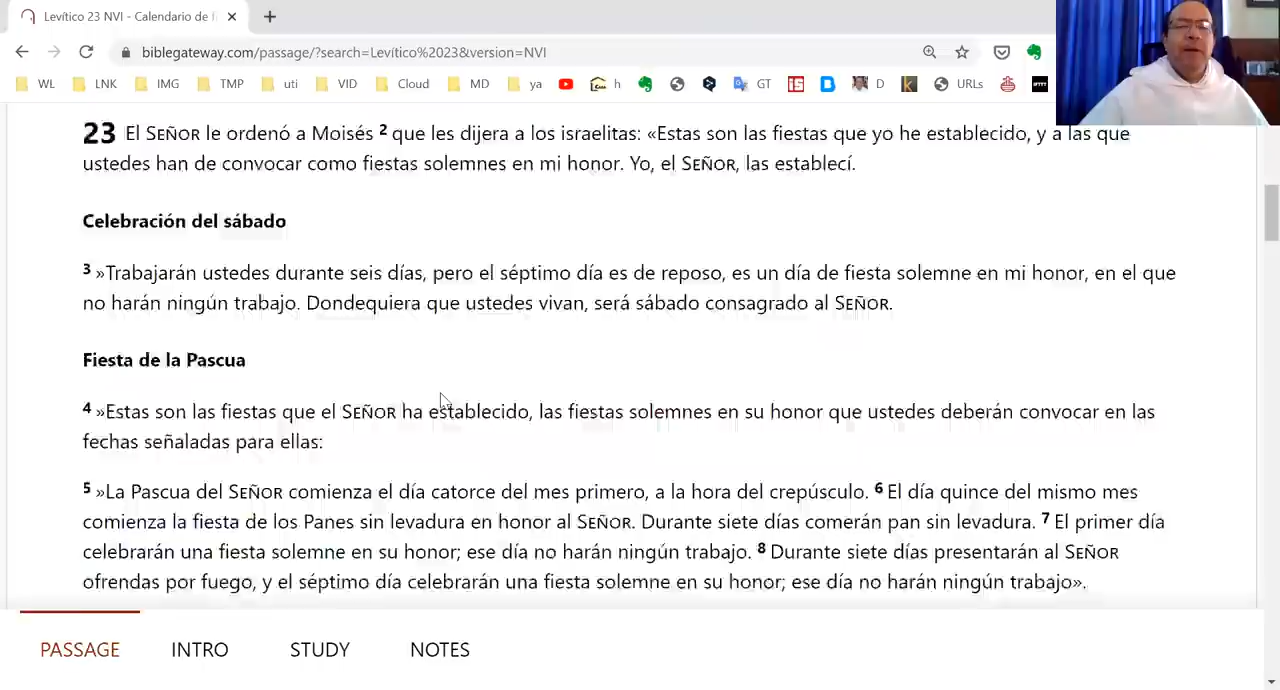 Levítico 23 NVI - Calendario de
biblegateway.com/passage/?search=Levítico%2023&version=NVI
WL LNK IMG TMP uti VID Cloud MD ya h GT D URLs
23 El SEÑOR le ordenó a Moisés 2 que les dijera a los israelitas: «Estas son las fiestas que yo he establecido, y a las que
ustedes han de convocar como fiestas solemnes en mi honor. Yo, el SEÑOR, las establecí.
Celebración del sábado
3 »Trabajarán ustedes durante seis días, pero el séptimo día es de reposo, es un día de fiesta solemne en mi honor, en el que
no harán ningún trabajo. Dondequiera que ustedes vivan, será sábado consagrado al SEÑOR.
Fiesta de la Pascua
4 »Estas son las fiestas que el SEÑOR ha establecido, las fiestas solemnes en su honor que ustedes deberán convocar en las
fechas señaladas para ellas:
5 »La Pascua del SEÑOR comienza el día catorce del mes primero, a la hora del crepúsculo. 6 El día quince del mismo mes
comienza la fiesta de los Panes sin levadura en honor al SEÑOR. Durante siete días comerán pan sin levadura. 7 El primer día
celebrarán una fiesta solemne en su honor; ese día no harán ningún trabajo. 8 Durante siete días presentarán al SEÑOR
ofrendas por fuego, y el séptimo día celebrarán una fiesta solemne en su honor; ese día no harán ningún trabajo».
PASSAGE INTRO STUDY NOTES